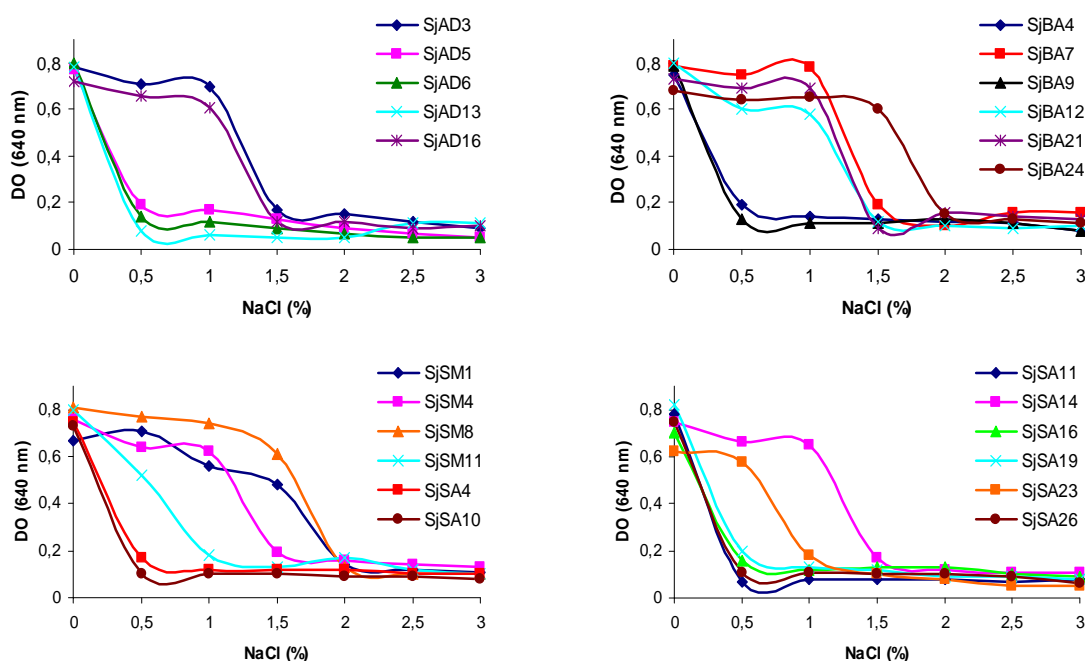 SjAD3
SjAD5
SjAD6
SjAD13
SjAD16
DO (640 nm)
0,8
0,6
0,4
0,2
0
0 0,5 1 1,5 2 2,5 3
NaCl (%)
SjBA4
SjBA7
SjBA9
SjBA12
SjBA21
SjBA24
DO (640 nm)
0,8
0,6
0,4
0,2
0
0 0,5 1 1,5 2 2,5 3
NaCl (%)
SjSM1
SjSM4
SjSM8
SjSM11
SjSA4
SjSA10
DO (640 nm)
0,8
0,6
0,4
0,2
0
0 0,5 1 1,5 2 2,5 3
NaCl (%)
SjSA11
SjSA14
SjSA16
SjSA19
SjSA23
SjSA26
DO (640 nm)
0,8
0,6
0,4
0,2
0
0 0,5 1 1,5 2 2,5 3
NaCl (%)